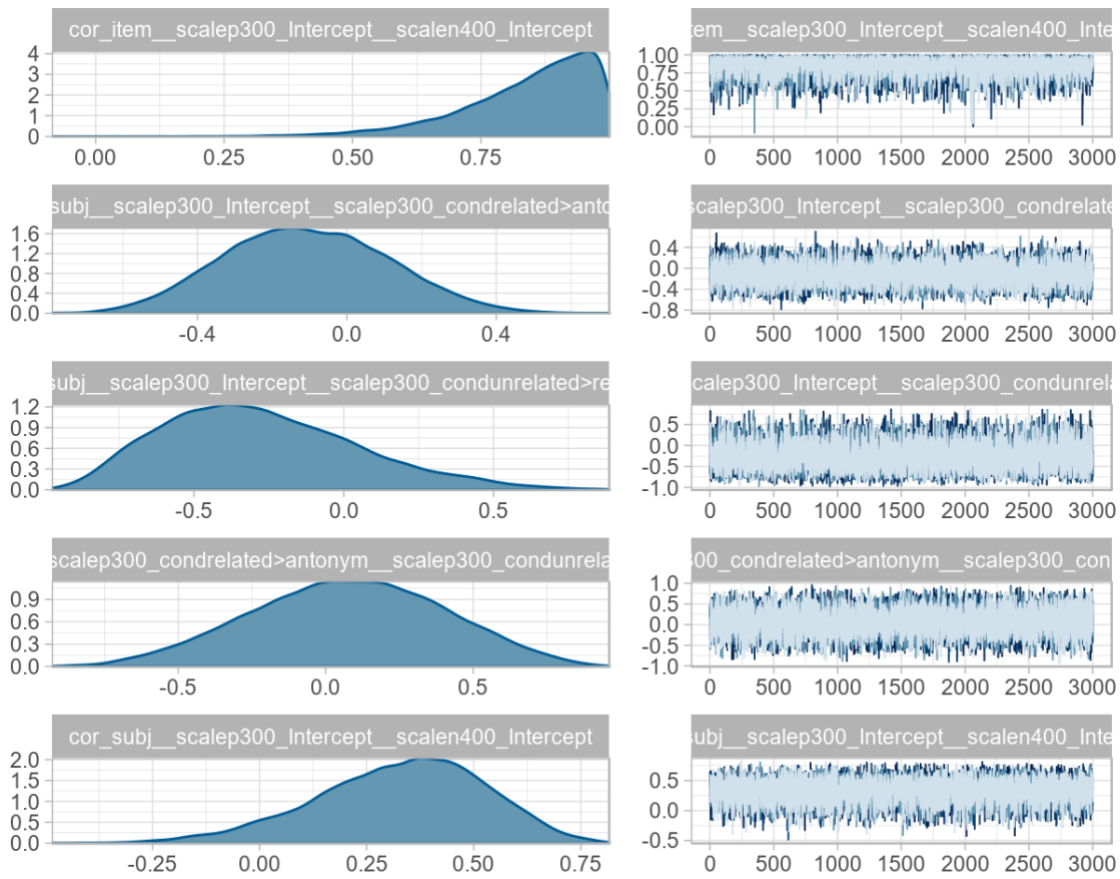 cor_item__scalep300_Intercept__scalen400_Intercept
tem__scalep300_Intercept__scalen400_Inte
4
3
2
1
0
0.00 0.25 0.50 0.75
1.00
0.75
0.50
0.25
0.00
0 500 1000 1500 2000 2500 3000
subj__scalep300_Intercept__scalep300_condrelated>anto
scalep300_Intercept__scalep300_condrelate
1.6
1.2
0.8
0.4
0.0
-0.4 0.0 0.4
0.4
0.0
-0.4
-0.8
0 500 1000 1500 2000 2500 3000
subj__scalep300_Intercept__scalep300_condunrelated>re
calep300_Intercept__scalep300_condunrela
1.2
0.9
0.6
0.3
0.0
-0.5 0.0 0.5
0.5
0.0
-0.5
-1.0
0 500 1000 1500 2000 2500 3000
scalep300_condrelated>antonym__scalep300_condunrela
300_condrelated>antonym__scalep300_con
0.9
0.6
0.3
0.0
-0.5 0.0 0.5
1.0
0.5
0.0
-0.5
-1.0
0 500 1000 1500 2000 2500 3000
cor_subj__scalep300_Intercept__scalen400_Intercept
subj__scalep300_Intercept__scalen400_Inte
2.0
1.5
1.0
0.5
0.0
-0.25 0.00 0.25 0.50 0.75
0.5
0.0
-0.5
0 500 1000 1500 2000 2500 3000